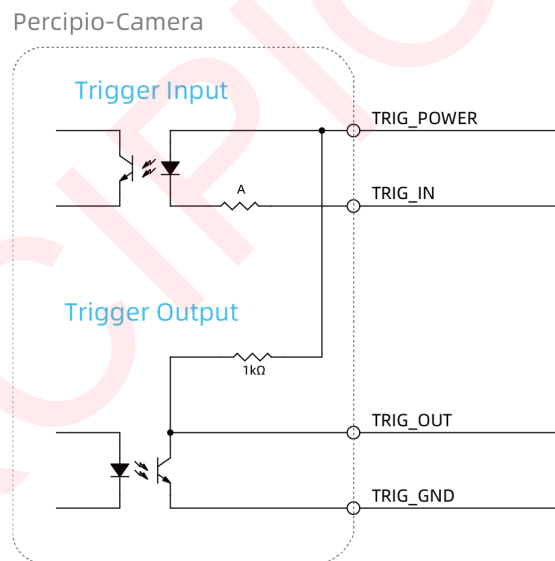 Percipio-Camera
Trigger Input
TRIG_POWER
A
TRIG_IN
Trigger Output
1kΩ
TRIG_OUT
TRIG_GND